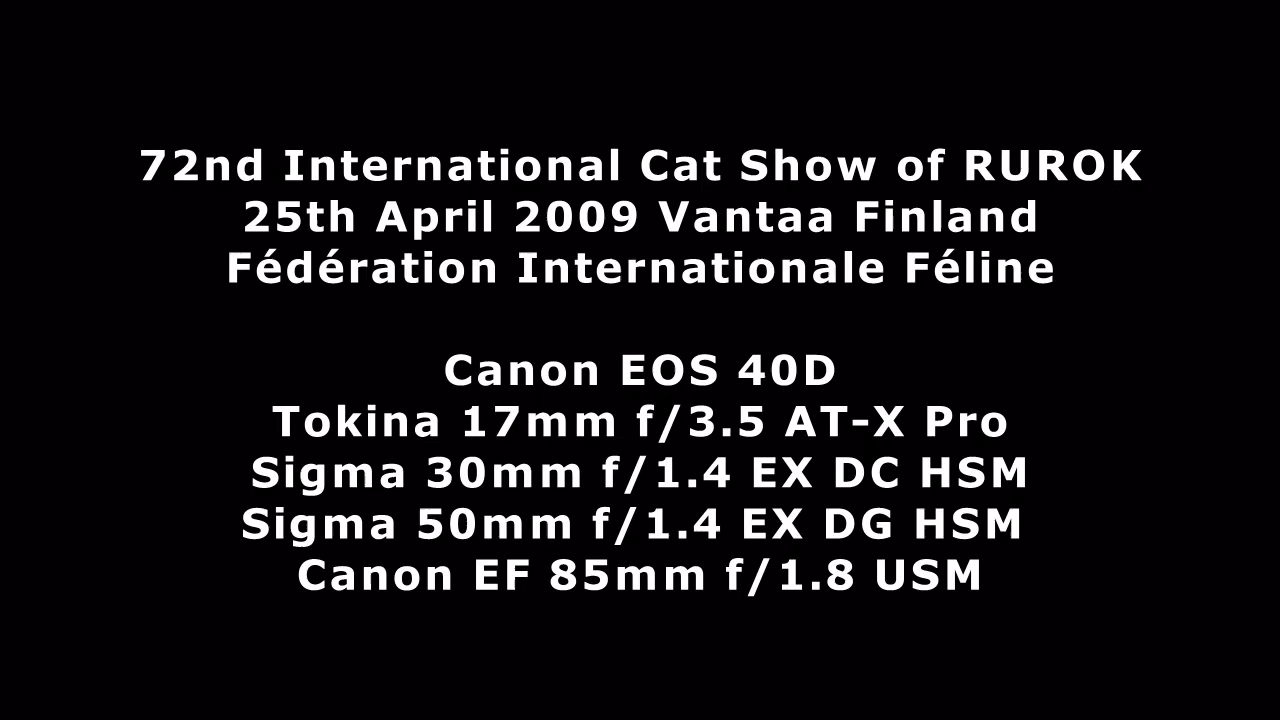 72nd International Cat Show of RUROK
25th April 2009 Vantaa Finland
Fédération Internationale Féline
Canon EOS 40D
Tokina 17mm f/3.5 AT-X Pro
Sigma 30mm f/1.4 EX DC HSM
Sigma 50mm f/1.4 EX DG HSM
Canon EF 85mm f/1.8 USM